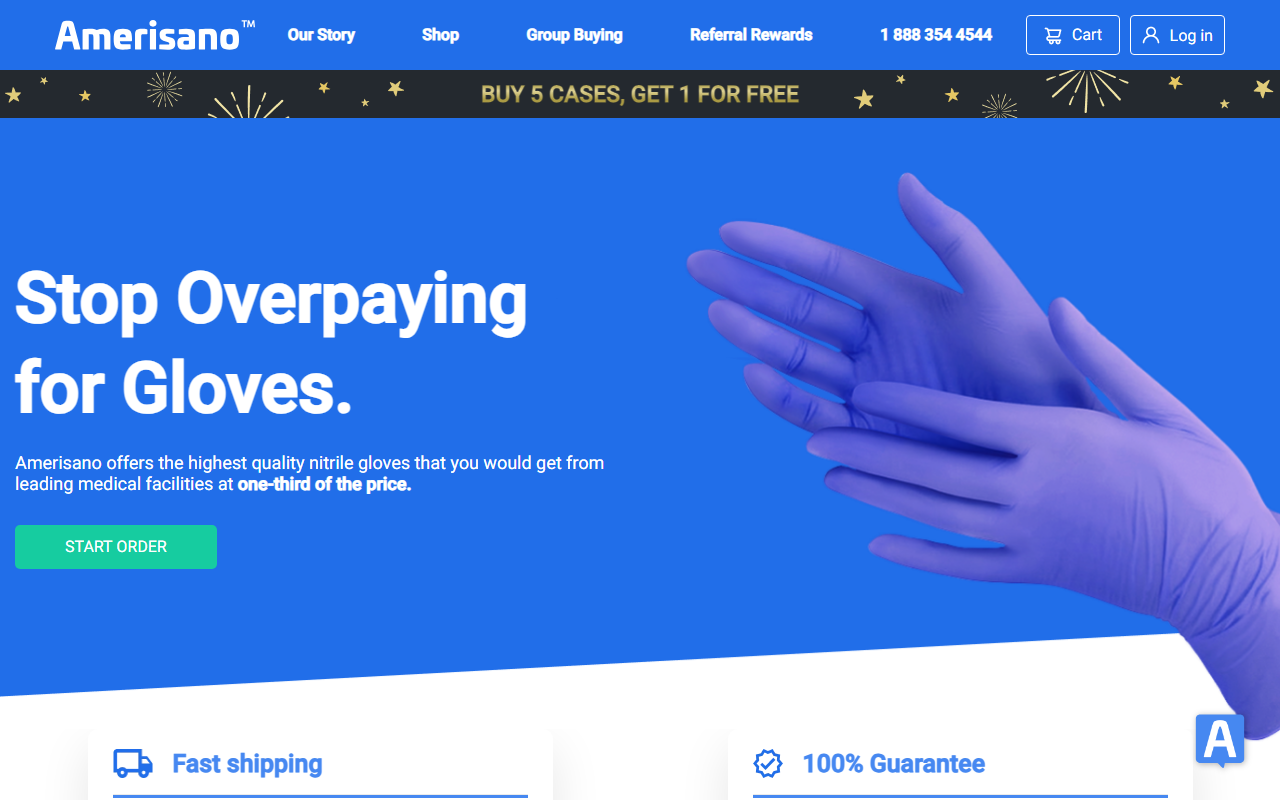 Amerisano™
Our Story
Shop
Group Buying
Referral Rewards
1 888 354 4544
Cart
Log in
BUY 5 CASES, GET 1 FOR FREE
Stop Overpaying
for Gloves.
Amerisano offers the highest quality nitrile gloves that you would get from
leading medical facilities at one-third of the price.
START ORDER
Fast shipping
100% Guarantee
A